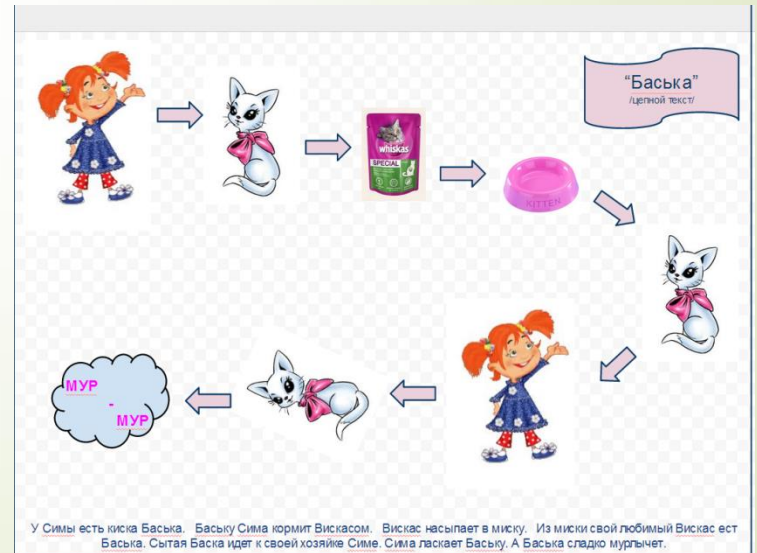 “Баська”
/цепной текст/
whiskas
SPECIAL
KITTEN
МУР
-
МУР
У Симы есть киска Баська. Баську Сима кормит Вискасом. Вискас насыпает в миску. Из миски свой любимый Вискас ест
Баська. Сытая Баска идет к своей хозяйке Симе. Сима ласкает Баську. А Баська сладко мурлычет.